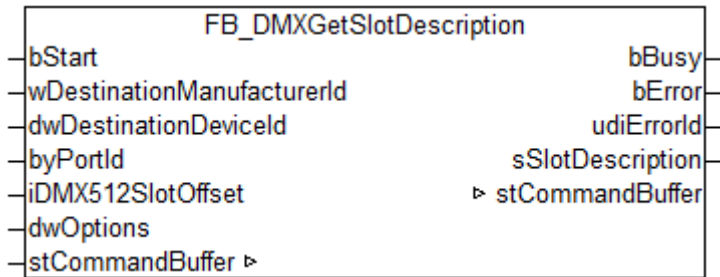 FB_DMXGetSlotDescription
bStart bBusy
wDestinationManufacturerId bError
dwDestinationDeviceId udiErrorId
byPortId sSlotDescription
iDMX512SlotOffset stCommandBuffer
dwOptions
stCommandBuffer